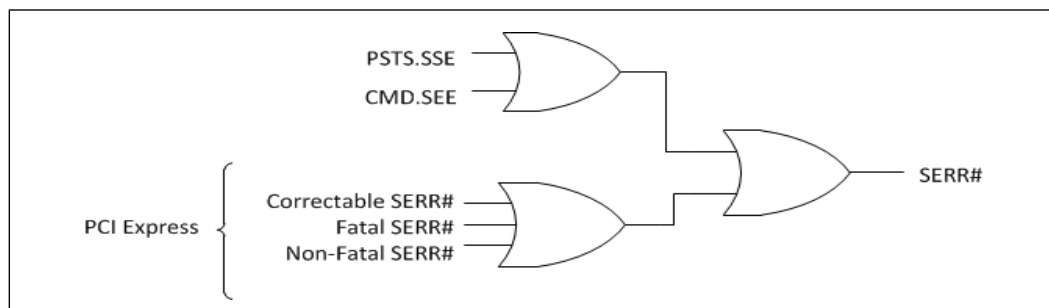 PSTS.SSE
CMD.SEE
SERR#
PCI Express
Correctable SERR#
Fatal SERR#
Non-Fatal SERR#